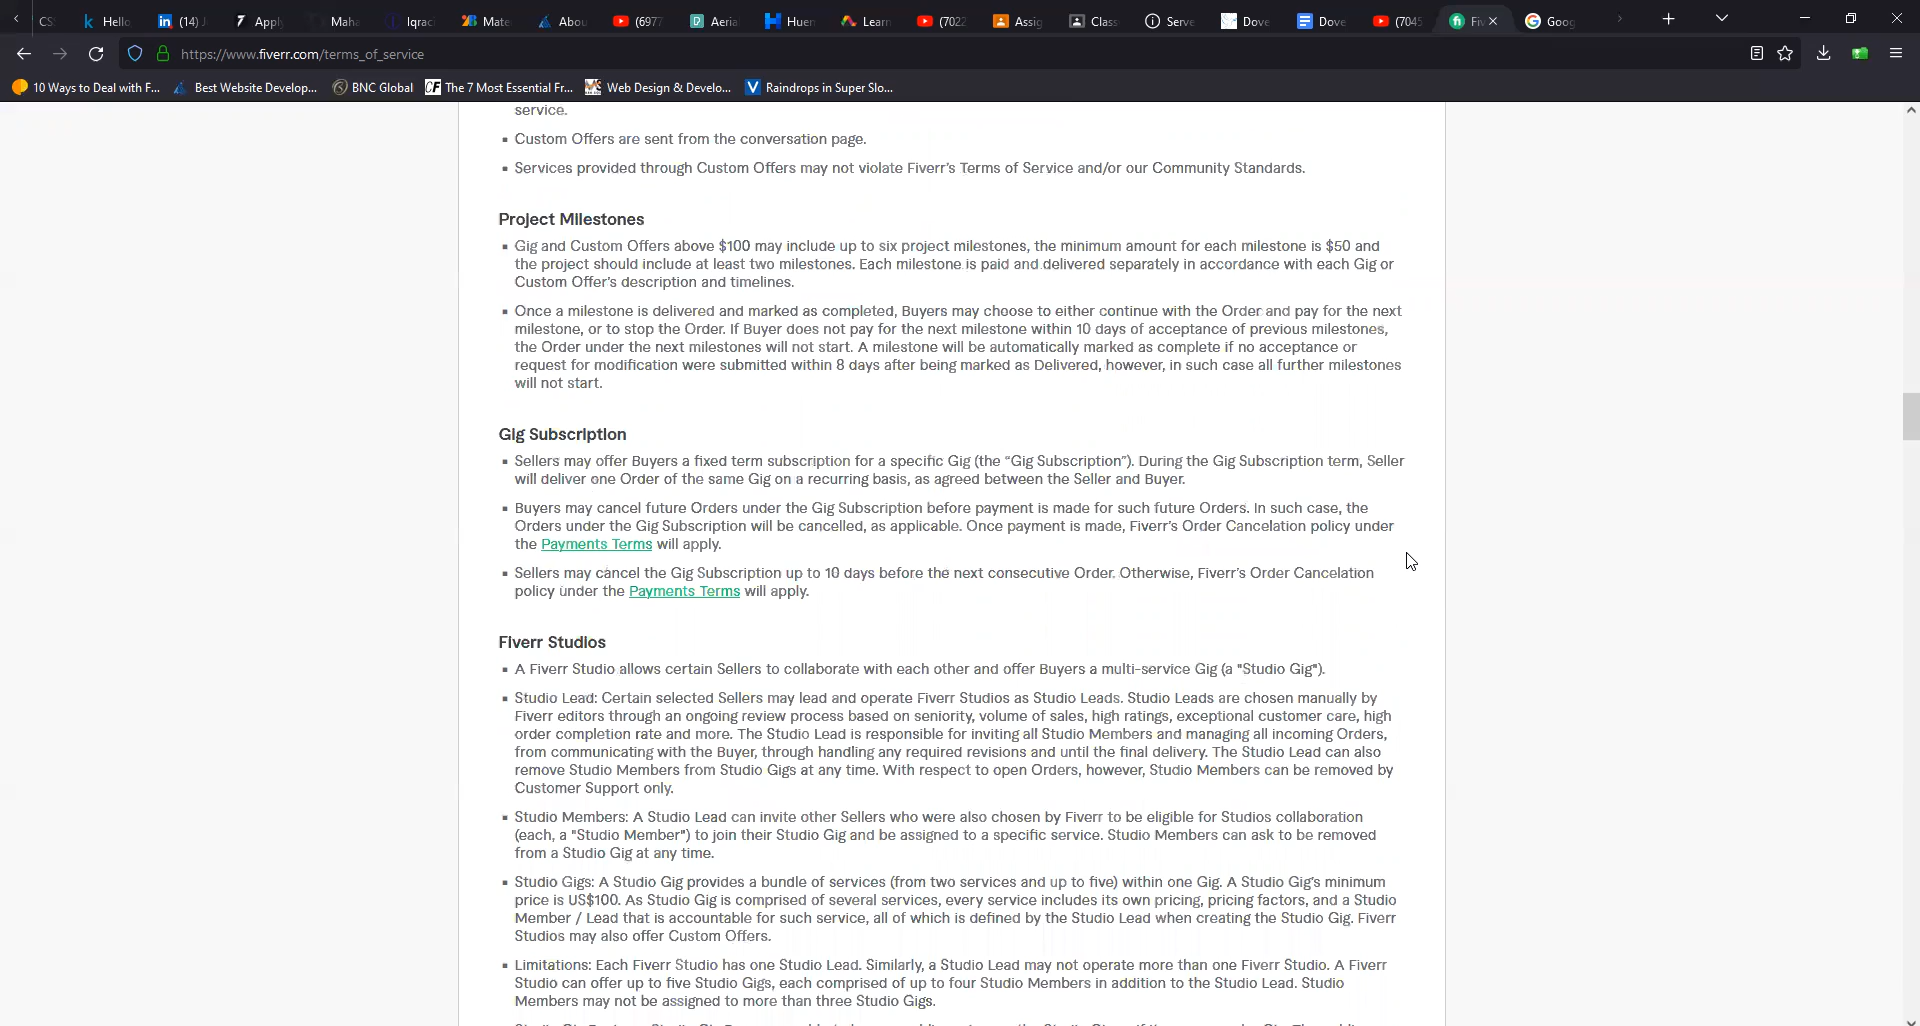 CS
Hello
(14) J
Apply
Maha
Iqrac
Mate
Abou
(6977
Aeria
Huen
Learn
(7022
Assig
Class
Serve
Dove
Dove
(7045
Fiv
Goog
https://www.fiverr.com/terms_of_service
10 Ways to Deal with F...
Best Website Develop...
BNC Global
The 7 Most Essential Fr...
Web Design & Develo...
Raindrops in Super Slo...
service.
▪ Custom Offers are sent from the conversation page.
▪ Services provided through Custom Offers may not violate Fiverr's Terms of Service and/or our Community Standards.
Project Milestones
▪ Gig and Custom Offers above $100 may include up to six project milestones, the minimum amount for each milestone is $50 and
the project should include at least two milestones. Each milestone is paid and delivered separately in accordance with each Gig or
Custom Offer's description and timelines.
▪ Once a milestone is delivered and marked as completed, Buyers may choose to either continue with the Order and pay for the next
milestone, or to stop the Order. If Buyer does not pay for the next milestone within 10 days of acceptance of previous milestones,
the Order under the next milestones will not start. A milestone will be automatically marked as complete if no acceptance or
request for modification were submitted within 8 days after being marked as Delivered, however, in such case all further milestones
will not start.
Gig Subscription
▪ Sellers may offer Buyers a fixed term subscription for a specific Gig (the “Gig Subscription”). During the Gig Subscription term, Seller
will deliver one Order of the same Gig on a recurring basis, as agreed between the Seller and Buyer.
▪ Buyers may cancel future Orders under the Gig Subscription before payment is made for such future Orders. In such case, the
Orders under the Gig Subscription will be cancelled, as applicable. Once payment is made, Fiverr's Order Cancelation policy under
the Payments Terms will apply.
▪ Sellers may cancel the Gig Subscription up to 10 days before the next consecutive Order. Otherwise, Fiverr's Order Cancelation
policy under the Payments Terms will apply.
Fiverr Studios
▪ A Fiverr Studio allows certain Sellers to collaborate with each other and offer Buyers a multi-service Gig (a "Studio Gig").
▪ Studio Lead: Certain selected Sellers may lead and operate Fiverr Studios as Studio Leads. Studio Leads are chosen manually by
Fiverr editors through an ongoing review process based on seniority, volume of sales, high ratings, exceptional customer care, high
order completion rate and more. The Studio Lead is responsible for inviting all Studio Members and managing all incoming Orders,
from communicating with the Buyer, through handling any required revisions and until the final delivery. The Studio Lead can also
remove Studio Members from Studio Gigs at any time. With respect to open Orders, however, Studio Members can be removed by
Customer Support only.
▪ Studio Members: A Studio Lead can invite other Sellers who were also chosen by Fiverr to be eligible for Studios collaboration
(each, a "Studio Member") to join their Studio Gig and be assigned to a specific service. Studio Members can ask to be removed
from a Studio Gig at any time.
▪ Studio Gigs: A Studio Gig provides a bundle of services (from two services and up to five) within one Gig. A Studio Gig's minimum
price is US$100. As Studio Gig is comprised of several services, every service includes its own pricing, pricing factors, and a Studio
Member / Lead that is accountable for such service, all of which is defined by the Studio Lead when creating the Studio Gig. Fiverr
Studios may also offer Custom Offers.
▪ Limitations: Each Fiverr Studio has one Studio Lead. Similarly, a Studio Lead may not operate more than one Fiverr Studio. A Fiverr
Studio can offer up to five Studio Gigs, each comprised of up to four Studio Members in addition to the Studio Lead. Studio
Members may not be assigned to more than three Studio Gigs.